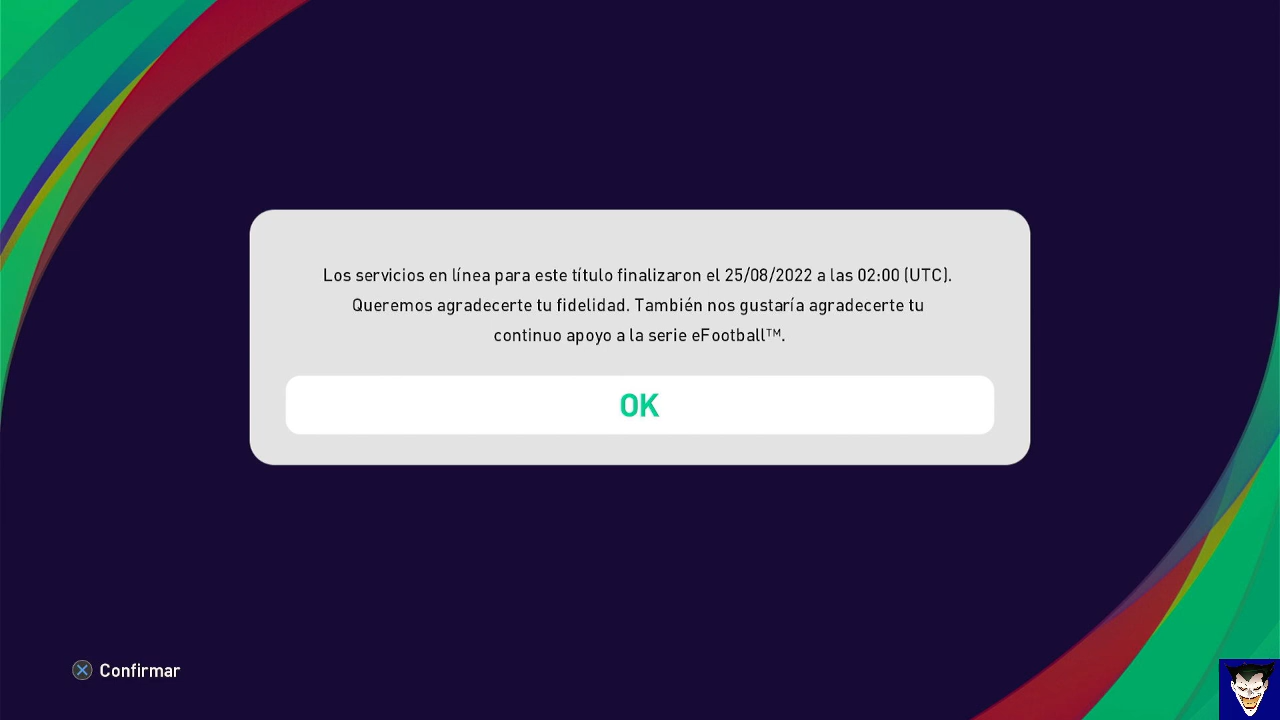 Los servicios en línea para este título finalizaron el 25/08/2022 a las 02:00 (UTC).
Queremos agradecerte tu fidelidad. También nos gustaría agradecerte tu
continuo apoyo a la serie eFootball™.
OK
Confirmar